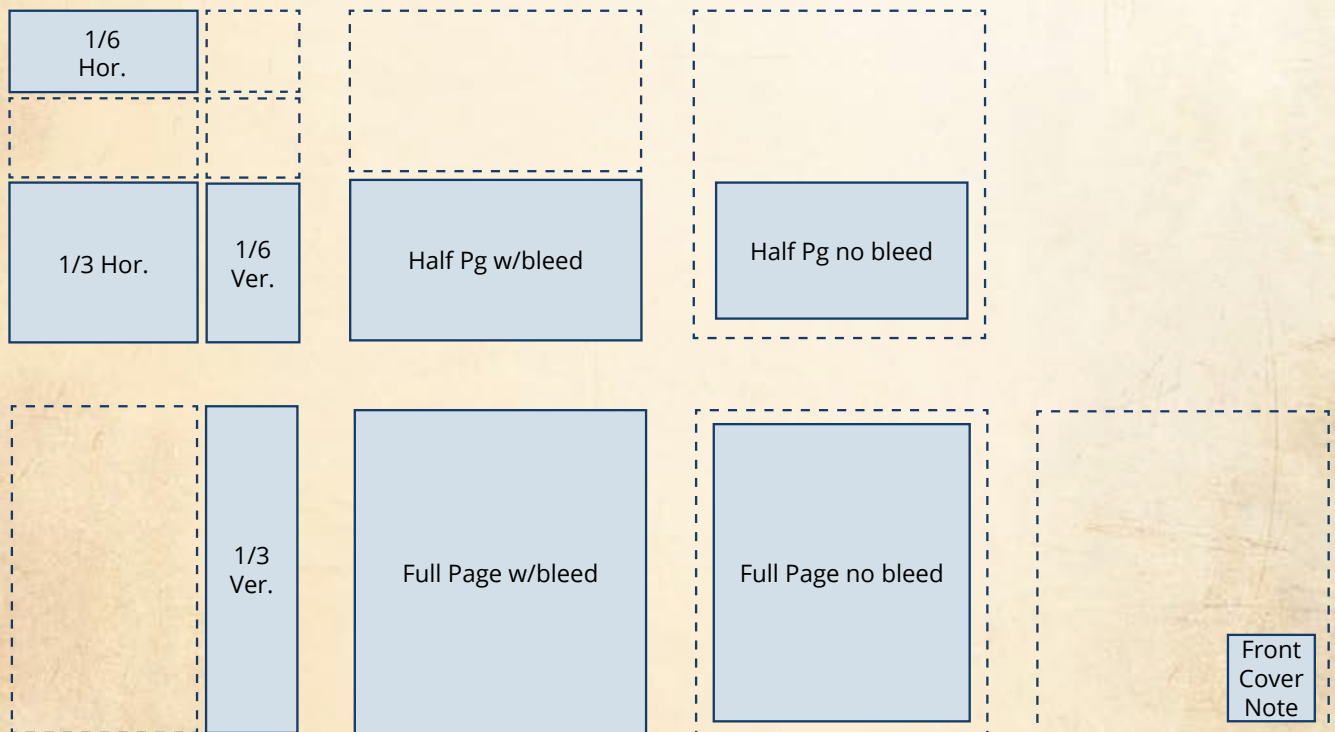 1/6
Hor.
1/3 Hor.
1/6
Ver.
Half Pg w/bleed
Half Pg no bleed
1/3
Ver.
Full Page w/bleed
Full Page no bleed
Front
Cover
Note